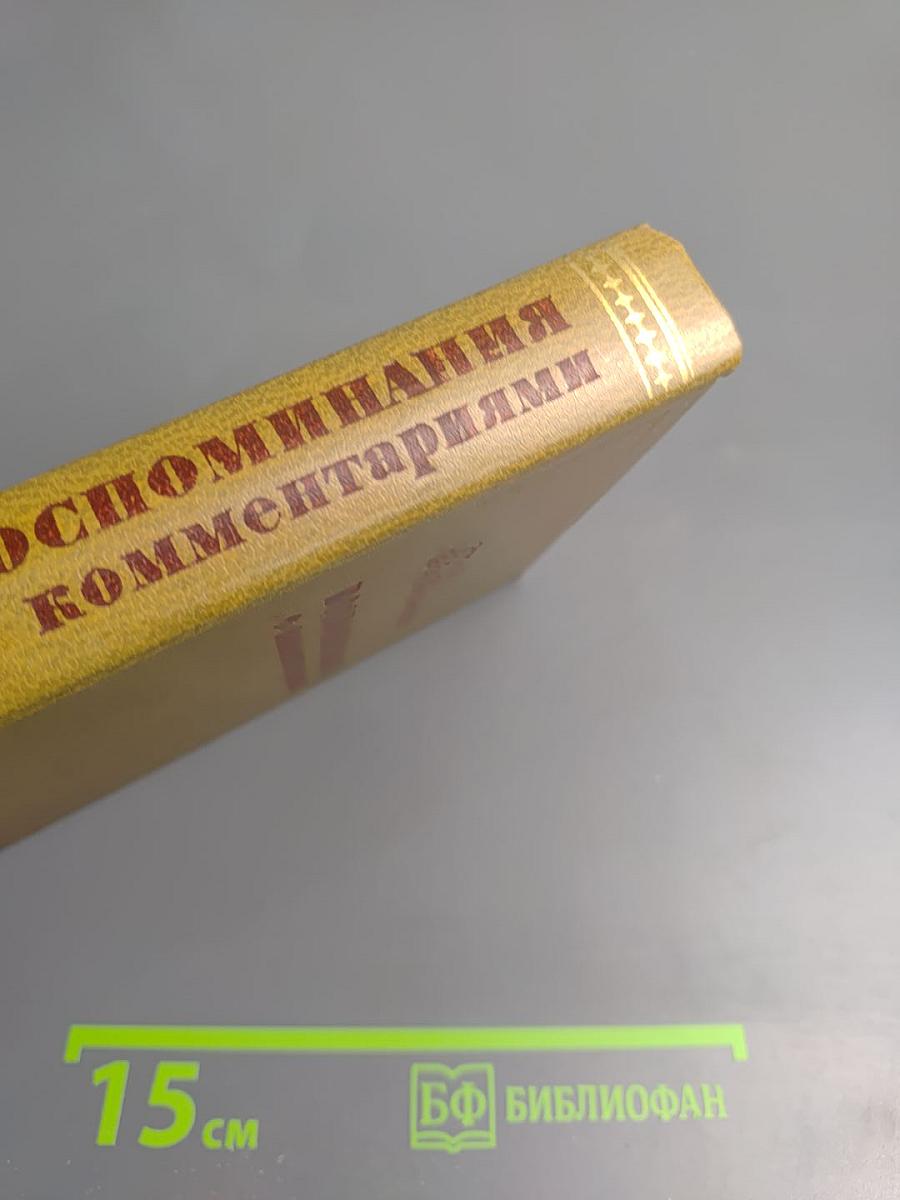 оспоминания
комментариями
15 см
БФ БИБЛИОФАН